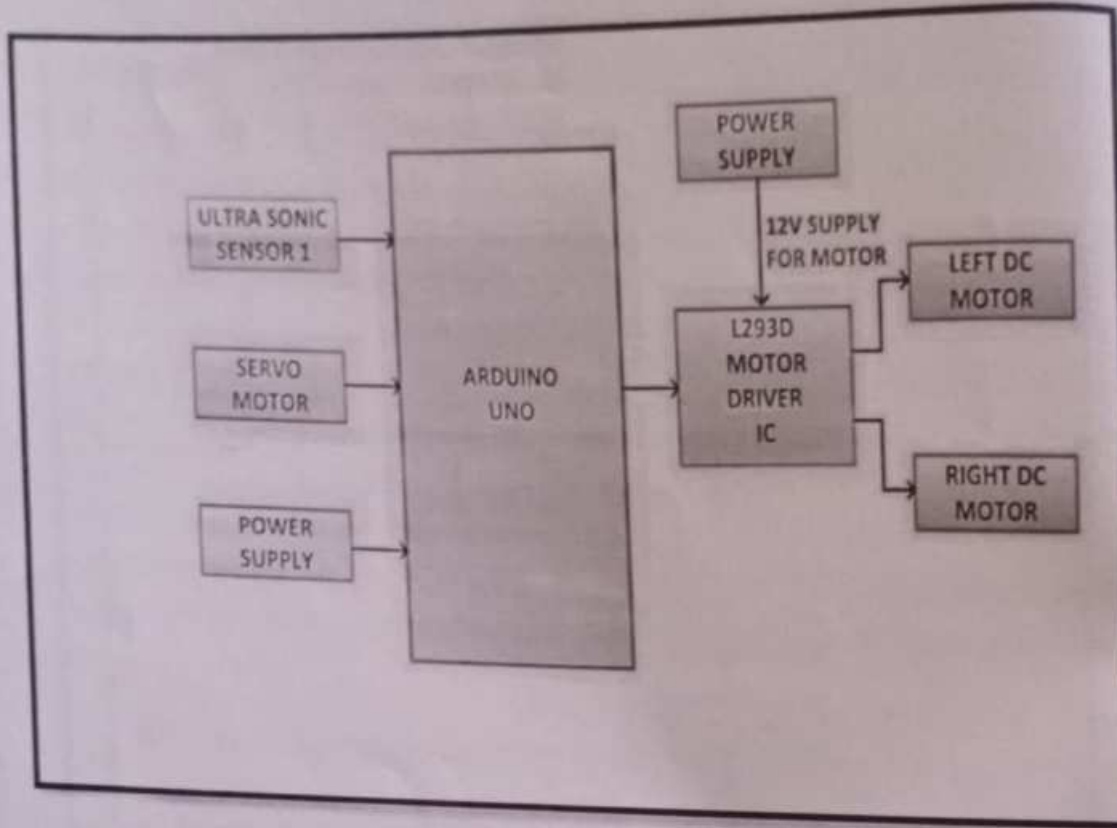 ULTRA SONIC
SENSOR 1
SERVO
MOTOR
POWER
SUPPLY
ARDUINO
UNO
POWER
SUPPLY
12V SUPPLY
FOR MOTOR
L293D
MOTOR
DRIVER
IC
LEFT DC
MOTOR
RIGHT DC
MOTOR